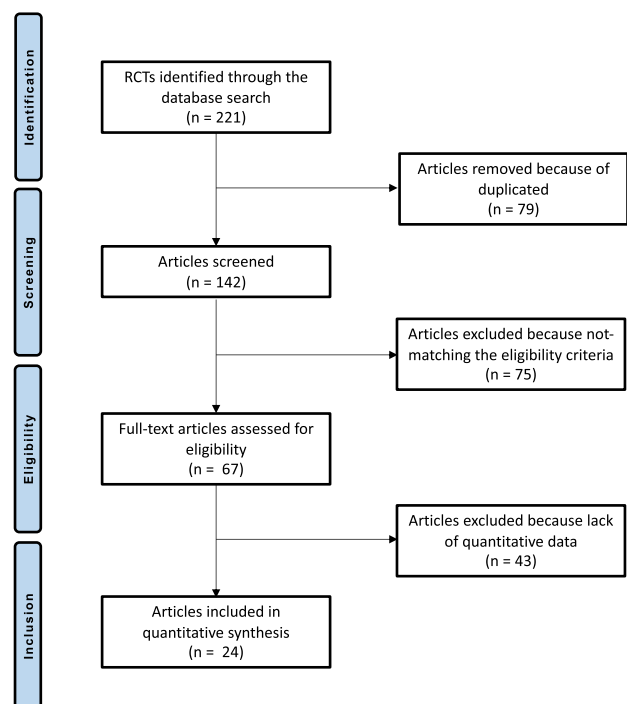 Identification
RCTs identified through the
database search
(n = 221)
Articles removed because of
duplicated
(n = 79)
Screening
Articles screened
(n = 142)
Articles excluded because not-
matching the eligibility criteria
(n = 75)
Eligibility
Full-text articles assessed for
eligibility
(n = 67)
Articles excluded because lack
of quantitative data
(n = 43)
Inclusion
Articles included in
quantitative synthesis
(n = 24)